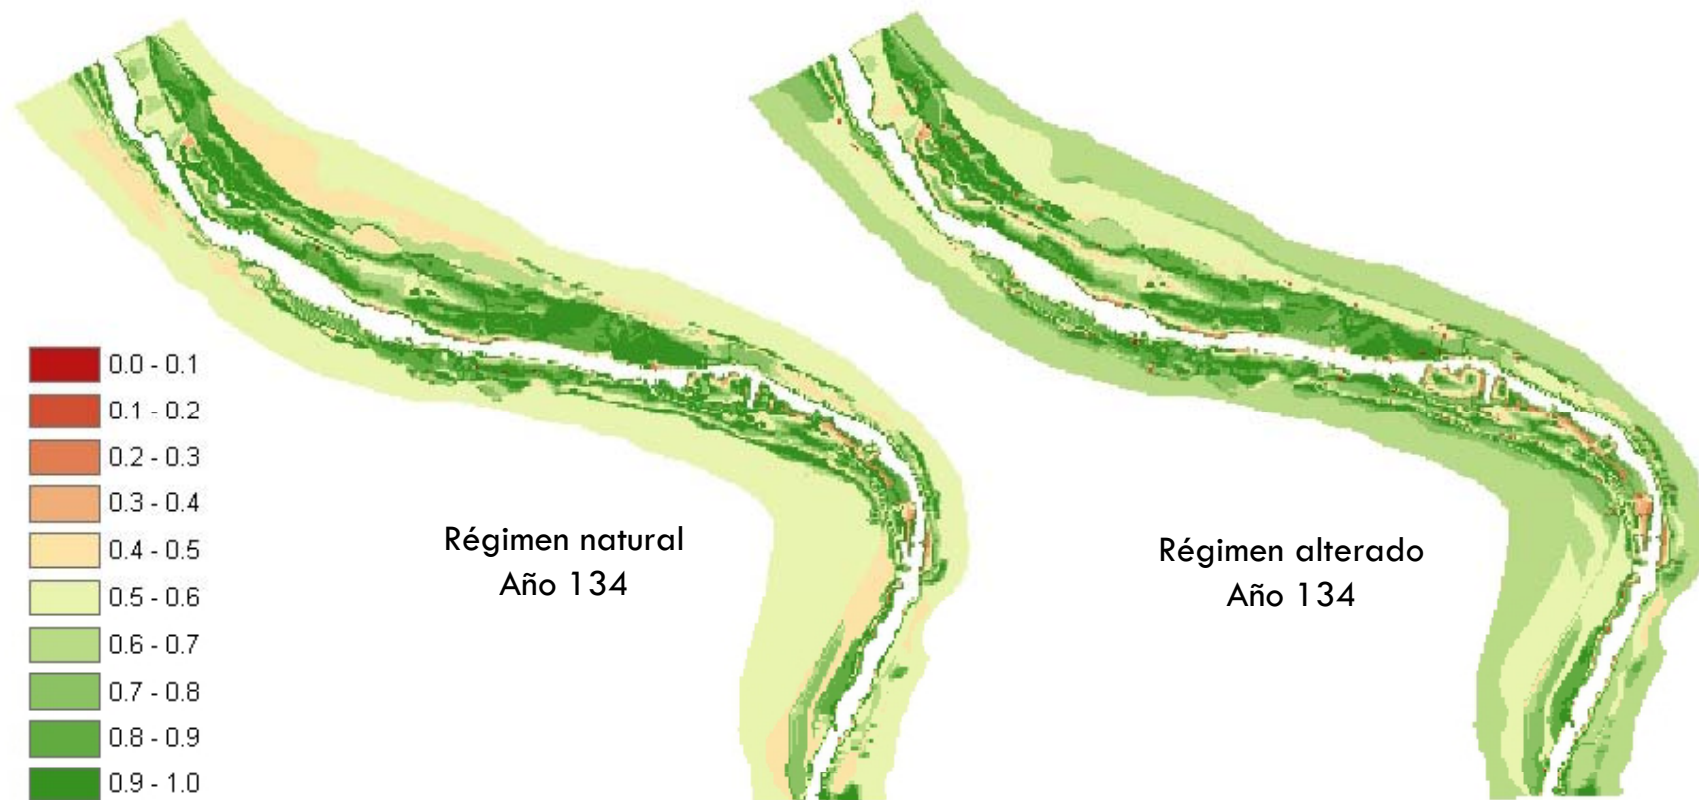 0.0 - 0.1
0.1 - 0.2
0.2 - 0.3
0.3 - 0.4
0.4 - 0.5
0.5 - 0.6
0.6 - 0.7
0.7 - 0.8
0.8 - 0.9
0.9 - 1.0
Régimen natural
Año 134
Régimen alterado
Año 134